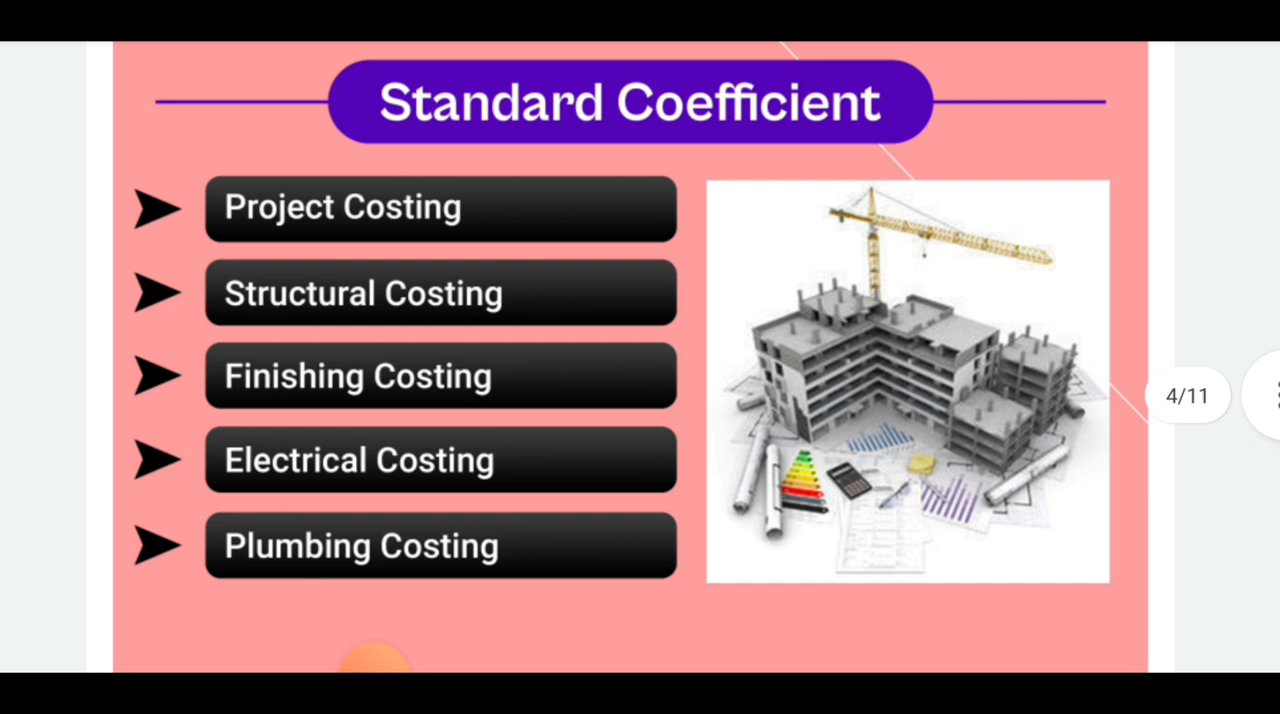 Standard Coefficient
Project Costing
Structural Costing
Finishing Costing
Electrical Costing
Plumbing Costing
4/11